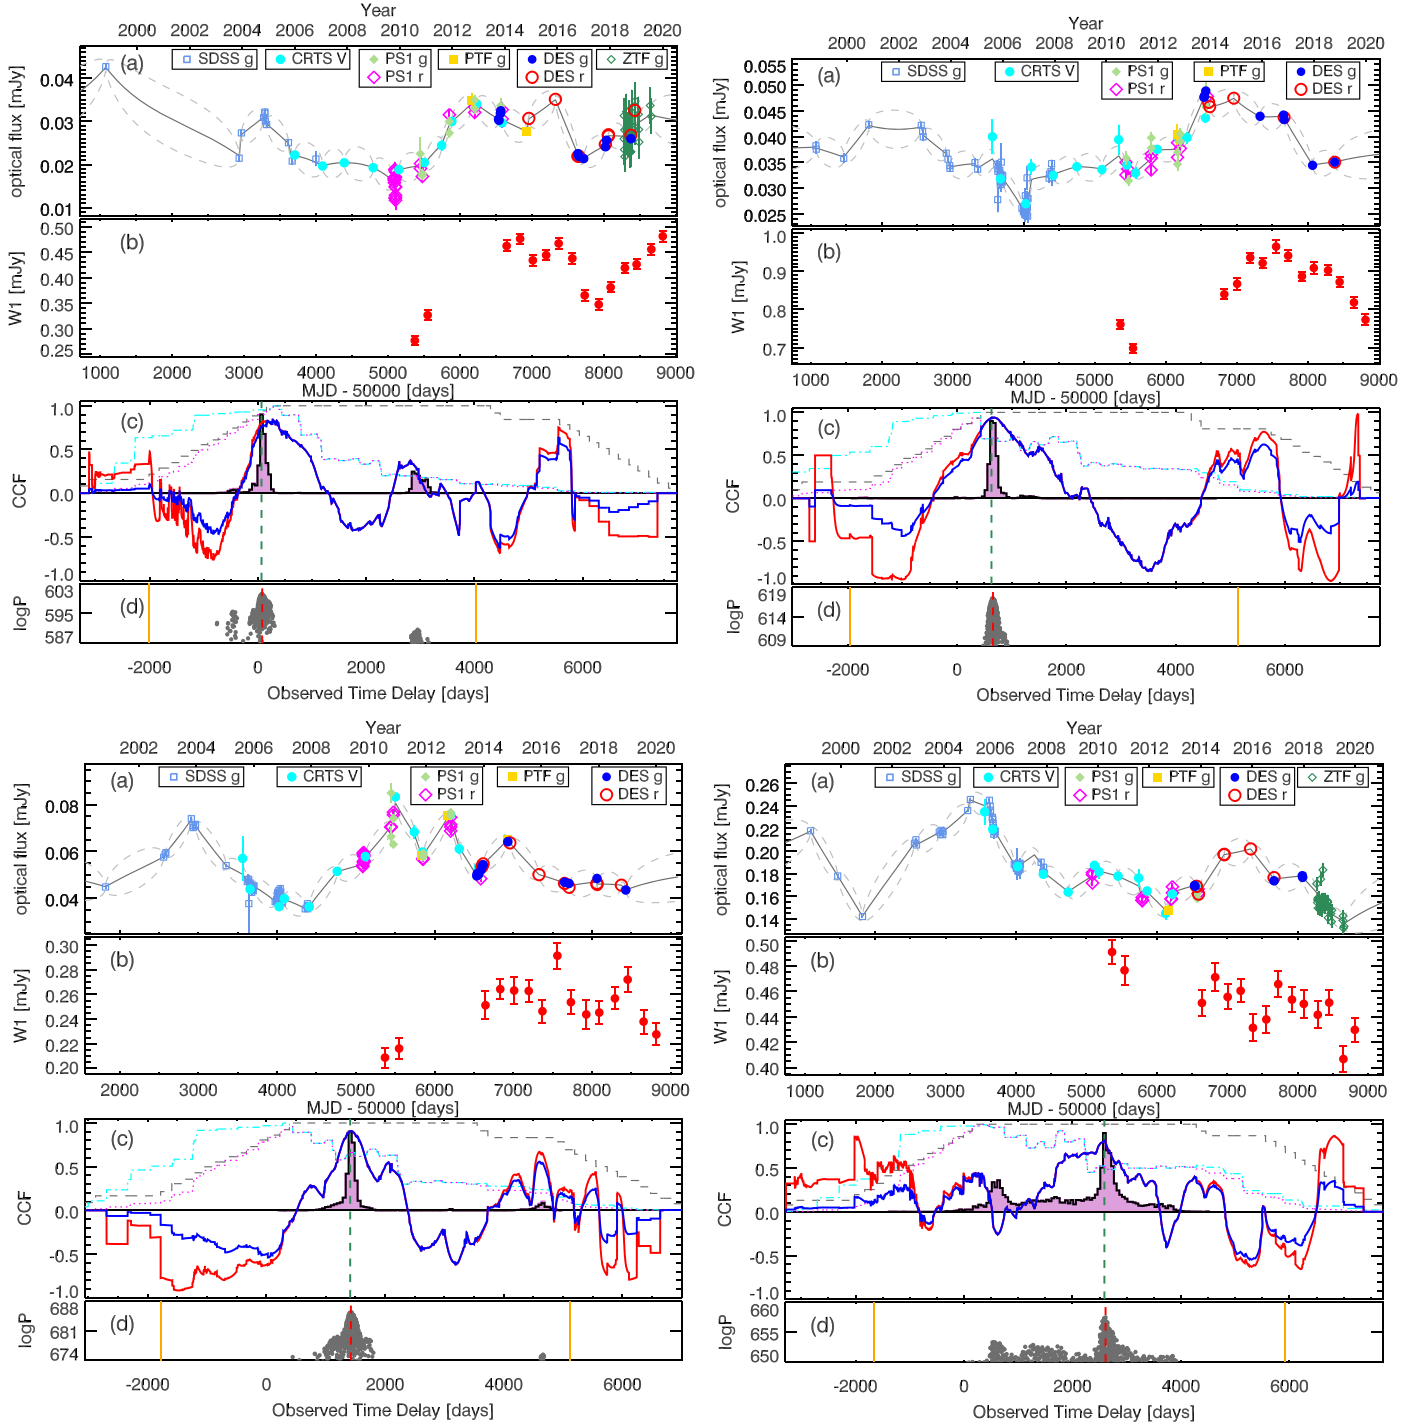 Year
2000 2002 2004 2006 2008 2010 2012 2014 2016 2018 2020
(a) SDSS g CRTS V PS1 g PTF g DES g ZTF g
PS1 r DES r
optical flux [mJy]
0.04
0.03
0.02
0.01
(b)
W1 [mJy]
0.50
0.45
0.40
0.35
0.30
0.25
1000 2000 3000 4000 5000 6000 7000 8000 9000
MJD - 50000 [days]
(c)
CCF
1.0
0.5
0.0
-0.5
-1.0
(d)
logP
603
595
587
-2000 0 2000 4000 6000
Observed Time Delay [days]
Year
2000 2002 2004 2006 2008 2010 2012 2014 2016 2018 2020
(a) SDSS g CRTS V PS1 g PTF g DES g
PS1 r DES r
optical flux [mJy]
0.055
0.050
0.045
0.040
0.035
0.030
0.025
(b)
W1 [mJy]
1.0
0.9
0.8
0.7
1000 2000 3000 4000 5000 6000 7000 8000 9000
MJD - 50000 [days]
(c)
CCF
1.0
0.5
0.0
-0.5
-1.0
(d)
logP
619
614
609
-2000 0 2000 4000 6000
Observed Time Delay [days]
Year
2002 2004 2006 2008 2010 2012 2014 2016 2018 2020
(a) SDSS g CRTS V PS1 g PTF g DES g
PS1 r DES r
optical flux [mJy]
0.08
0.06
0.04
(b)
W1 [mJy]
0.30
0.28
0.26
0.24
0.22
0.20
2000 3000 4000 5000 6000 7000 8000 9000
MJD - 50000 [days]
(c)
CCF
1.0
0.5
0.0
-0.5
-1.0
(d)
logP
688
681
674
-2000 0 2000 4000 6000
Observed Time Delay [days]
Year
2000 2002 2004 2006 2008 2010 2012 2014 2016 2018 2020
(a) SDSS g CRTS V PS1 g PTF g DES g ZTF g
PS1 r DES r
optical flux [mJy]
0.26
0.24
0.22
0.20
0.18
0.16
0.14
(b)
W1 [mJy]
0.50
0.48
0.46
0.44
0.42
0.40
1000 2000 3000 4000 5000 6000 7000 8000 9000
MJD - 50000 [days]
(c)
CCF
1.0
0.5
0.0
-0.5
-1.0
(d)
logP
660
655
650
-2000 0 2000 4000 6000
Observed Time Delay [days]